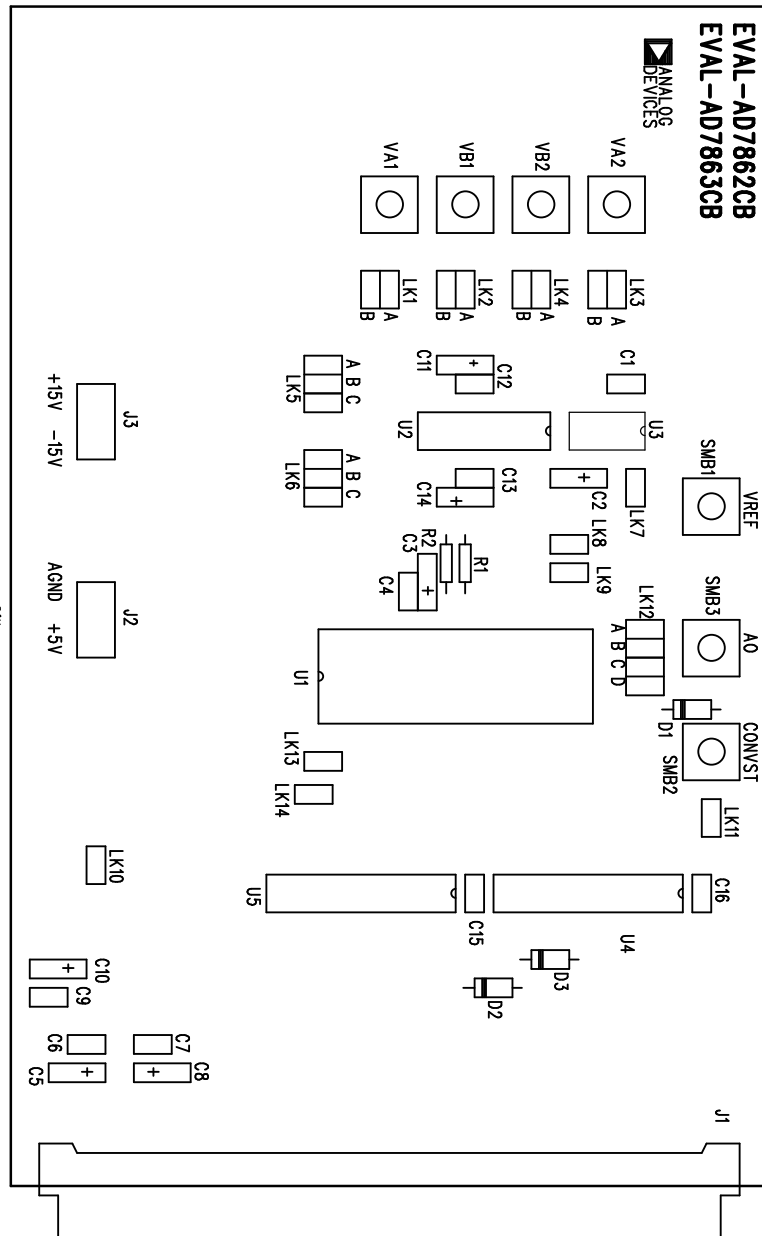 EVAL-AD7862CB
EVAL-AD7863CB
ANALOG
DEVICES
VA1
VB1
VB2
VA2
LK1
LK2
LK4
LK3
B A
B A
B A
B A
C11
C12
C1
A B C
LK5
U2
U3
+15V -15V
J3
A B C
LK6
C14
C13
C2
LK7
SMB1
VREF
C3
R2
R1
LK8
LK9
C4
LK12
A B C D
SMB3
A0
AGND +5V
J2
U1
D1
CONVST
SMB2
LK13
LK14
LK11
LK10
U5
C15
U4
C16
D3
D2
C10
C9
C6
C7
C5
C8
J1